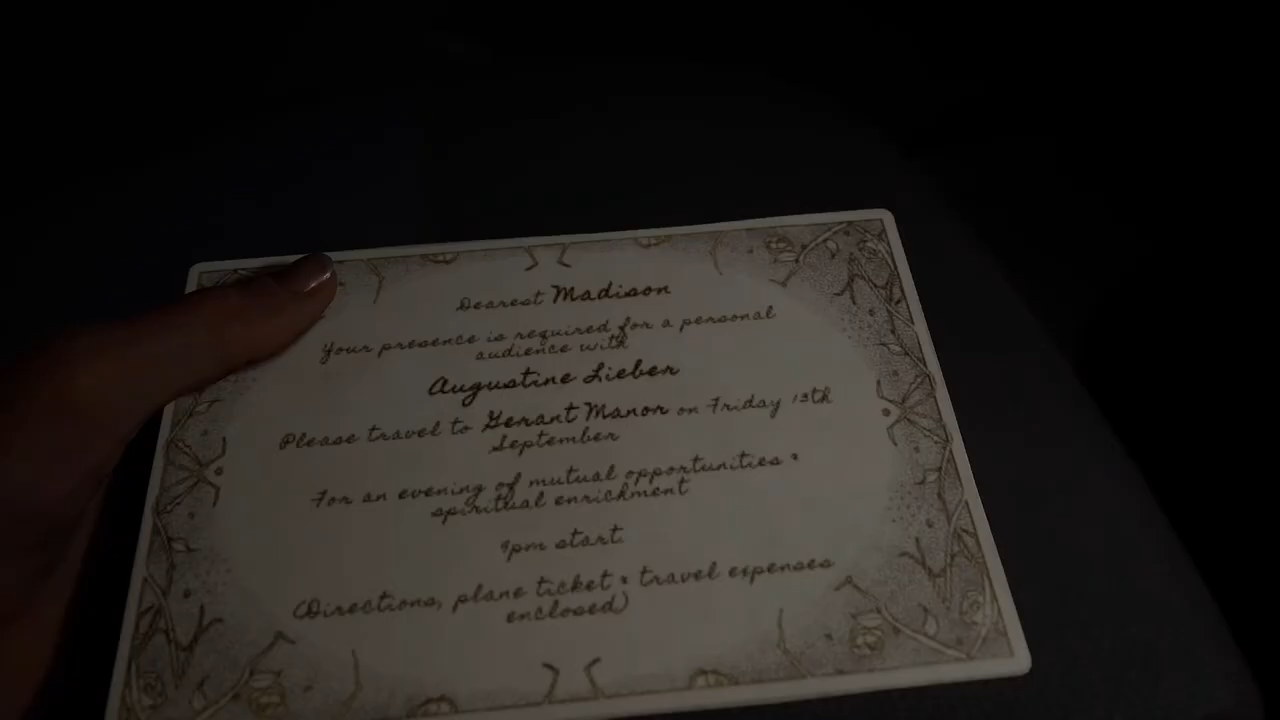 Dearest Madison
Your presence is required for a personal
audience with
Augustine Lieber
Please travel to Gerant Manor on Friday 13th
September
For an evening of mutual opportunities &
spiritual enrichment
9pm start.
(Directions, plane ticket & travel expenses
enclosed)